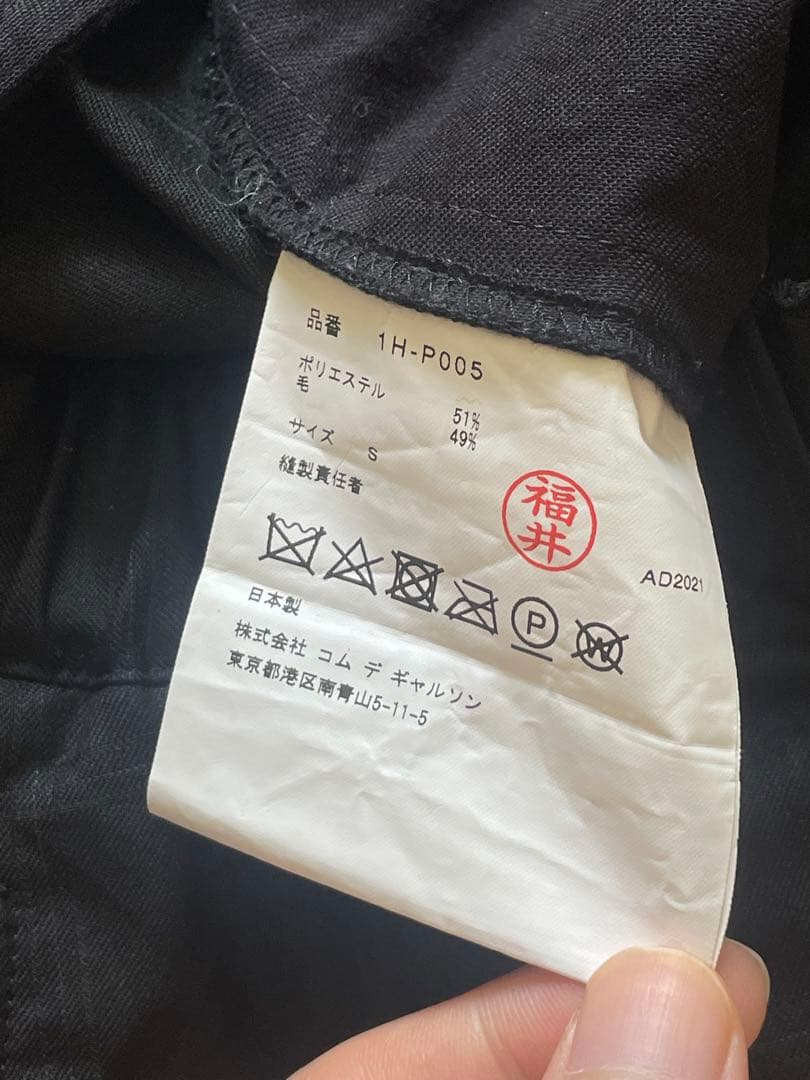 品番 1H-P005
ポリエステル 51%
毛 49%
サイズ S
縫製責任者
福井
AD2021
P W
日本製
株式会社 コム デ ギャルソン
東京都港区南青山5-11-5